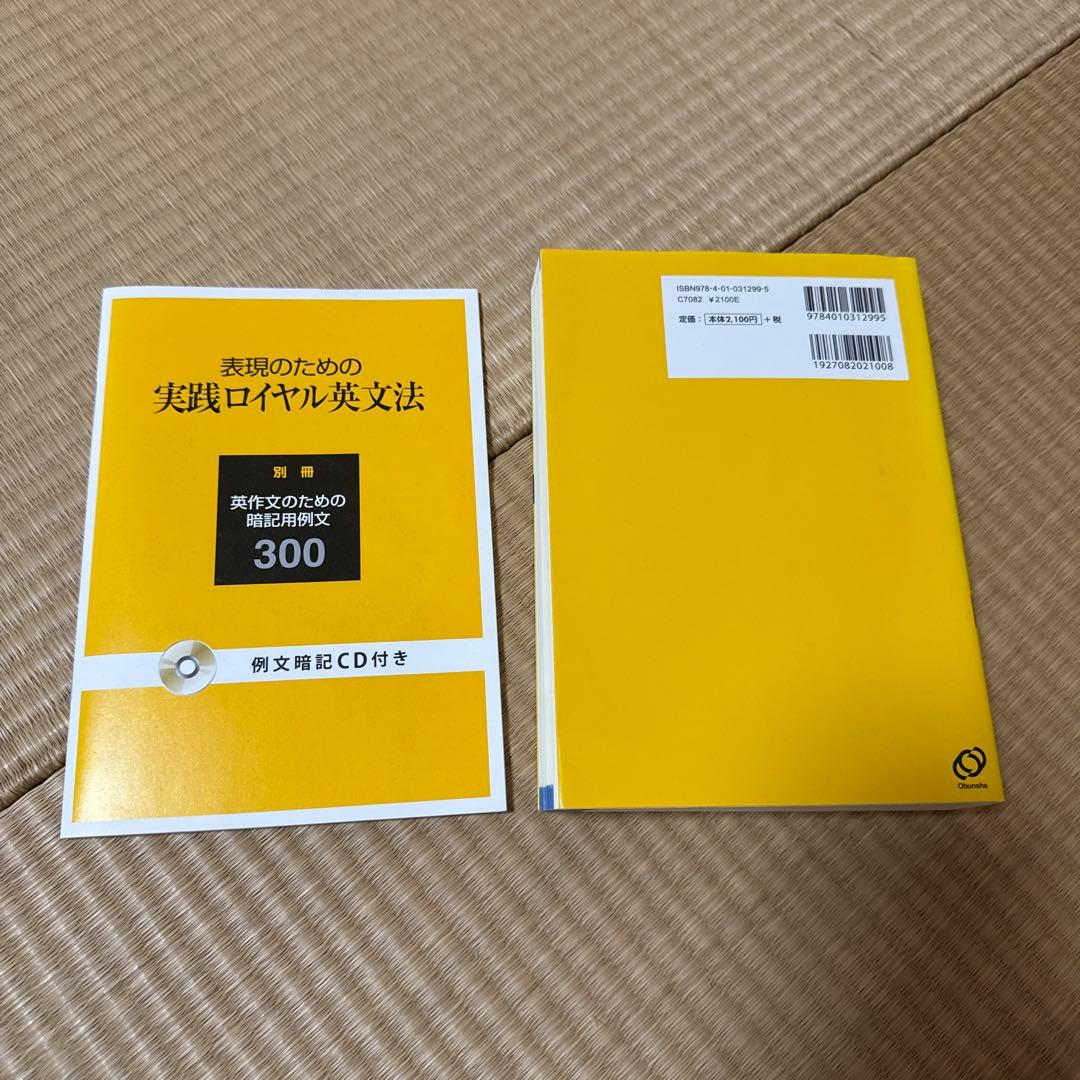 表現のための
実践ロイヤル英文法
別冊
英作文のための
暗記用例文
300
例文暗記CD付き
ISBN978-4-01-031299-5
C7082 ¥2100E
定価：本体2,100円＋税
9784010312995
1927082021008
Obunsha